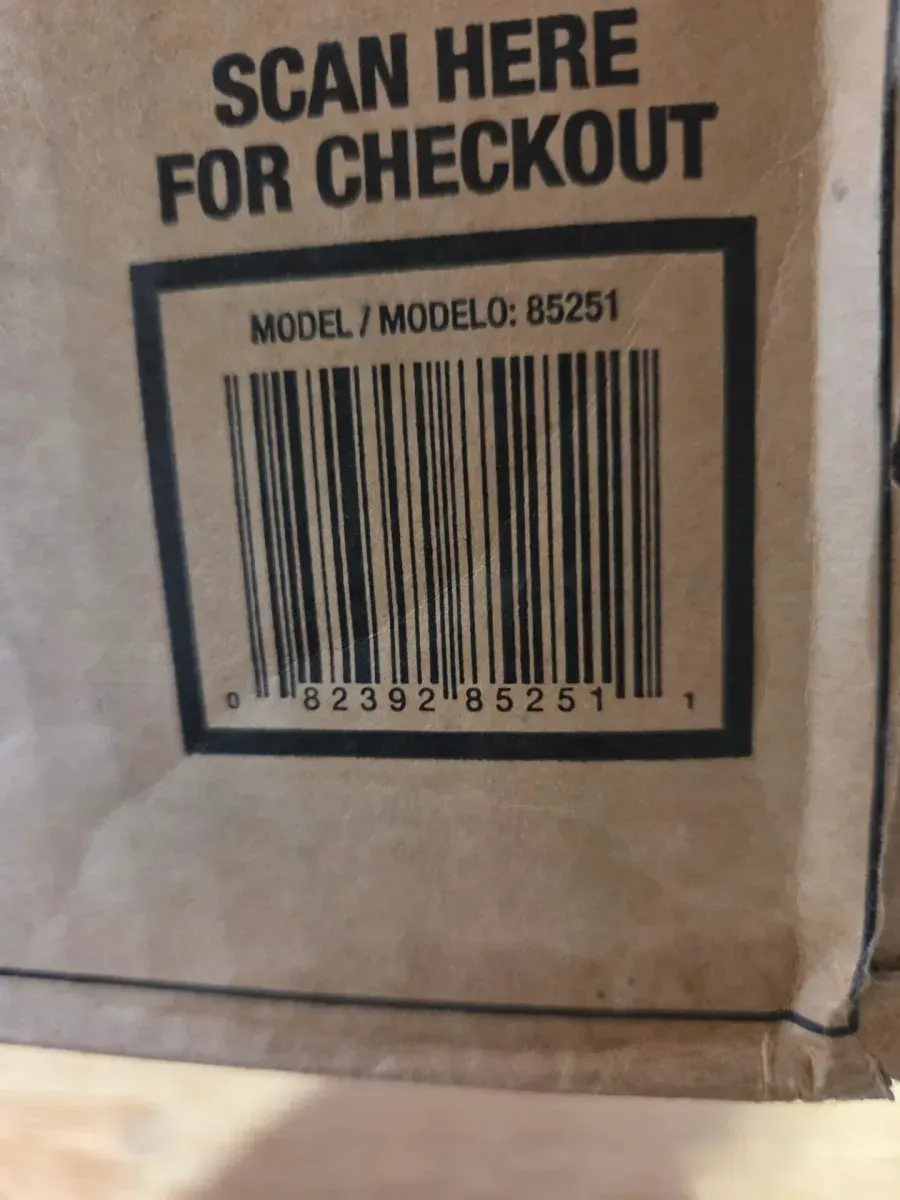 SCAN HERE
FOR CHECKOUT
MODEL / MODELO: 85251
0 82392 85251 1